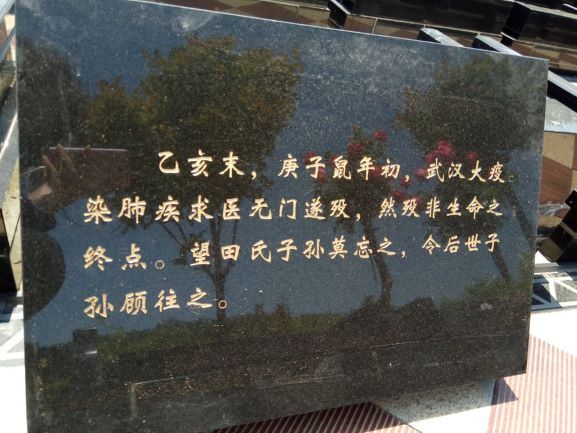 乙亥末，庚子鼠年初，武汉大疫。
染肺疾求医无门遂殁，然殁非生命之
终点。望田氏子孙莫忘之，令后世子
孙顾往之。